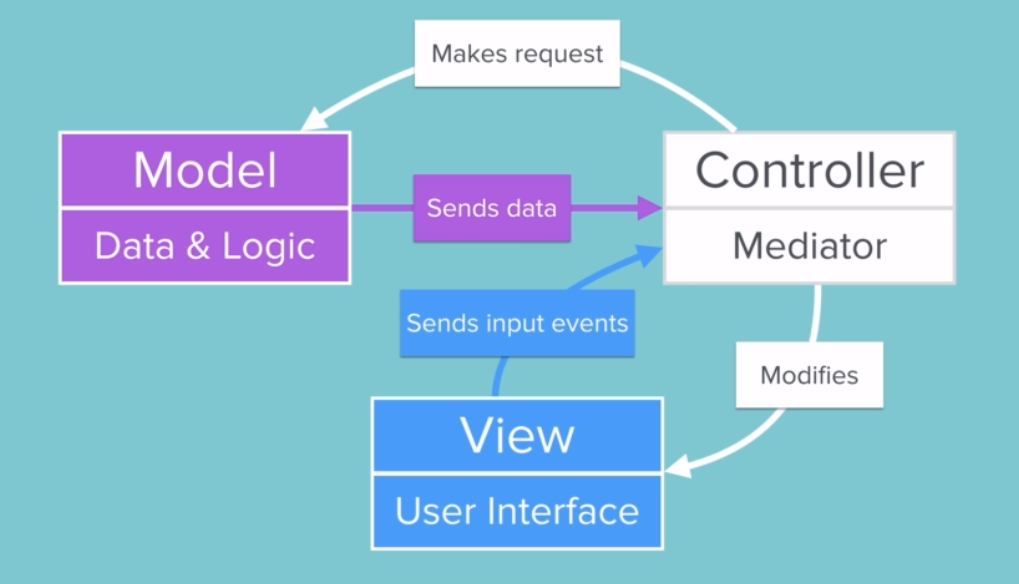 Makes request
Model
Data & Logic
Sends data
Controller
Mediator
Sends input events
Modifies
View
User Interface